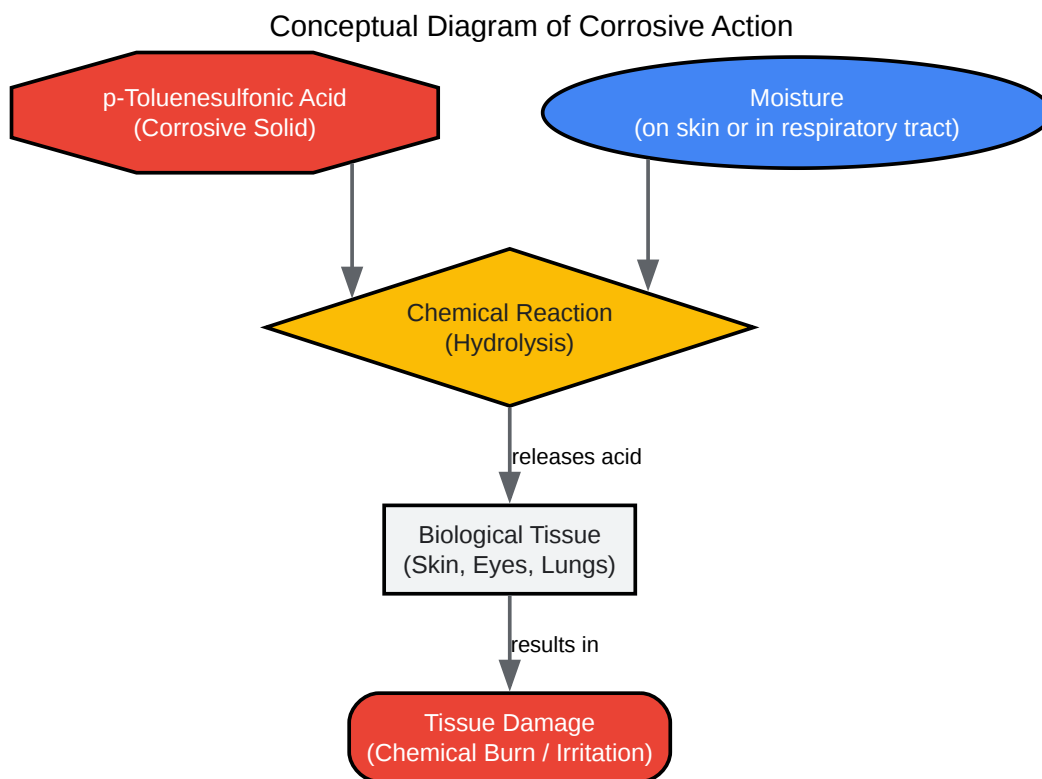 Conceptual Diagram of Corrosive Action
p-Toluenesulfonic Acid
(Corrosive Solid)
Moisture
(on skin or in respiratory tract)
Chemical Reaction
(Hydrolysis)
releases acid
Biological Tissue
(Skin, Eyes, Lungs)
results in
Tissue Damage
(Chemical Burn / Irritation)